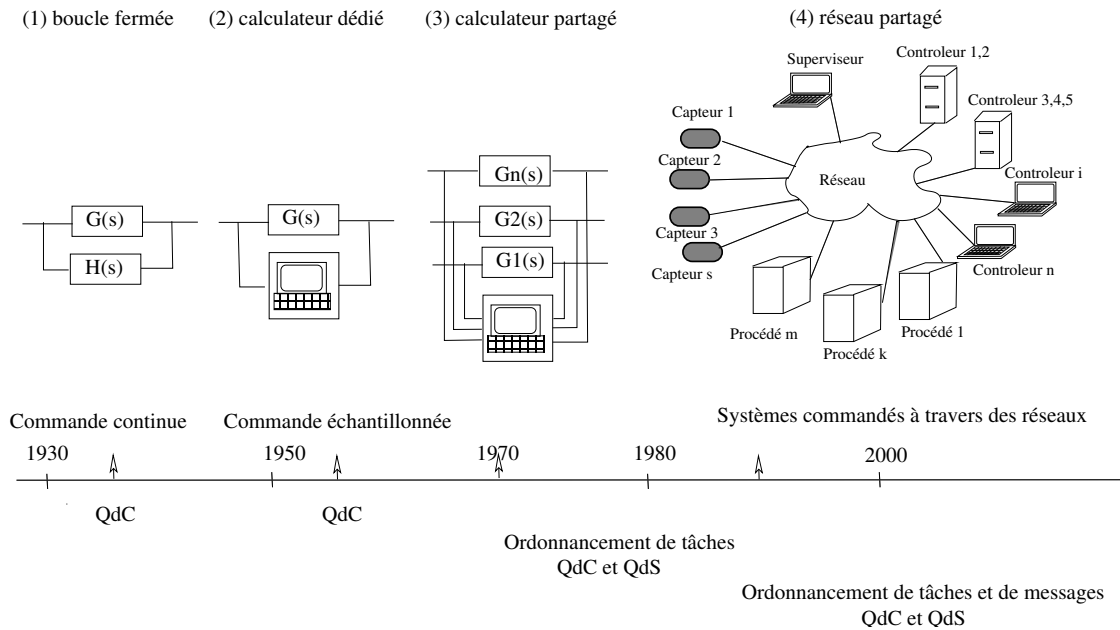 (1) boucle fermée
(2) calculateur dédié
(3) calculateur partagé
(4) réseau partagé
Superviseur
Controleur 1,2
Controleur 3,4,5
Capteur 1
Capteur 2
Capteur 3
Capteur s
Réseau
Controleur i
Controleur n
Procédé m
Procédé k
Procédé 1
G(s)
H(s)
G(s)
Gn(s)
G2(s)
G1(s)
Commande continue
Commande échantillonnée
Systèmes commandés à travers des réseaux
1930
1950
1970
1980
2000
QdC
QdC
Ordonnancement de tâches
QdC et QdS
Ordonnancement de tâches et de messages
QdC et QdS